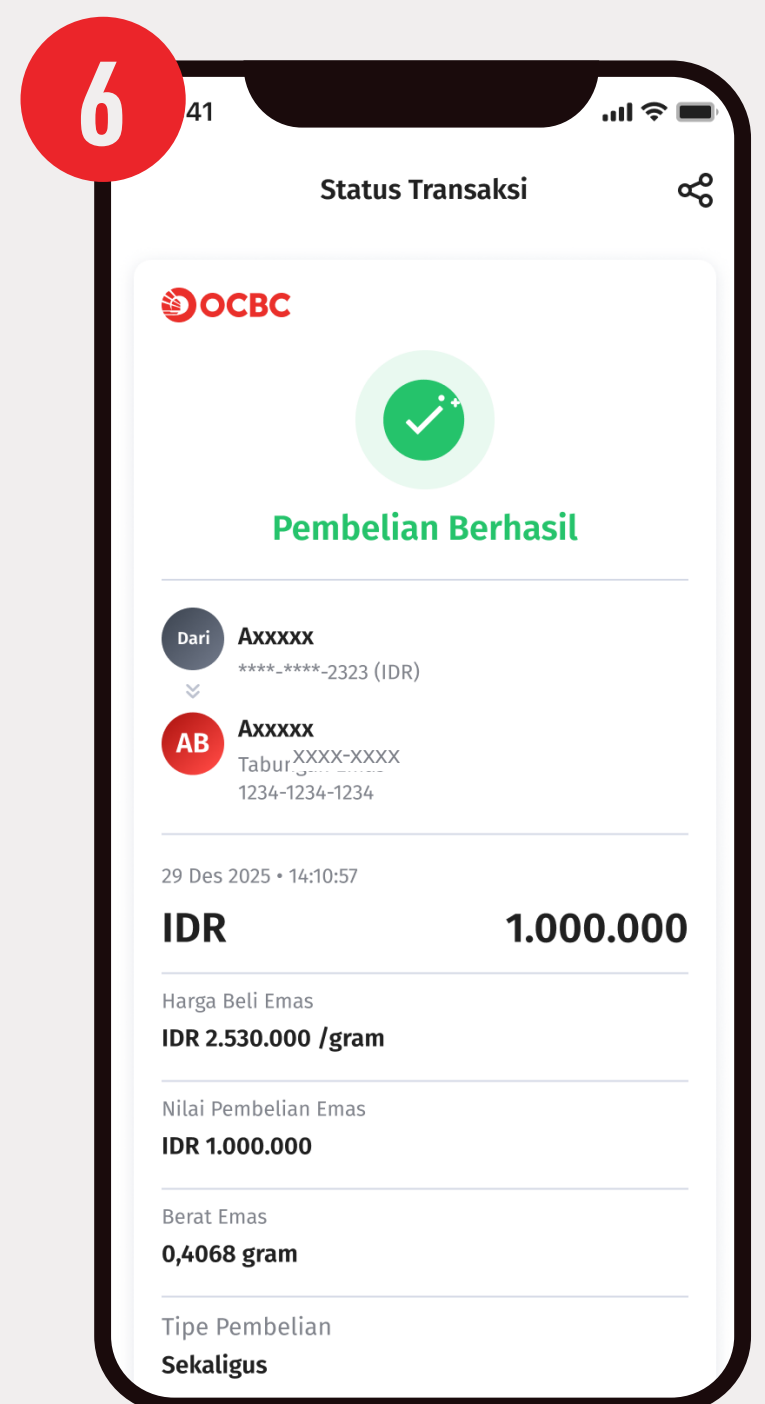 6
41
Status Transaksi
OCBC
Pembelian Berhasil
Dari
Axxxxx
****-****-2323 (IDR)
AB
Axxxxx
XXXX-XXXX
1234-1234-1234
29 Des 2025 • 14:10:57
IDR 1.000.000
Harga Beli Emas
IDR 2.530.000 /gram
Nilai Pembelian Emas
IDR 1.000.000
Berat Emas
0,4068 gram
Tipe Pembelian
Sekaligus